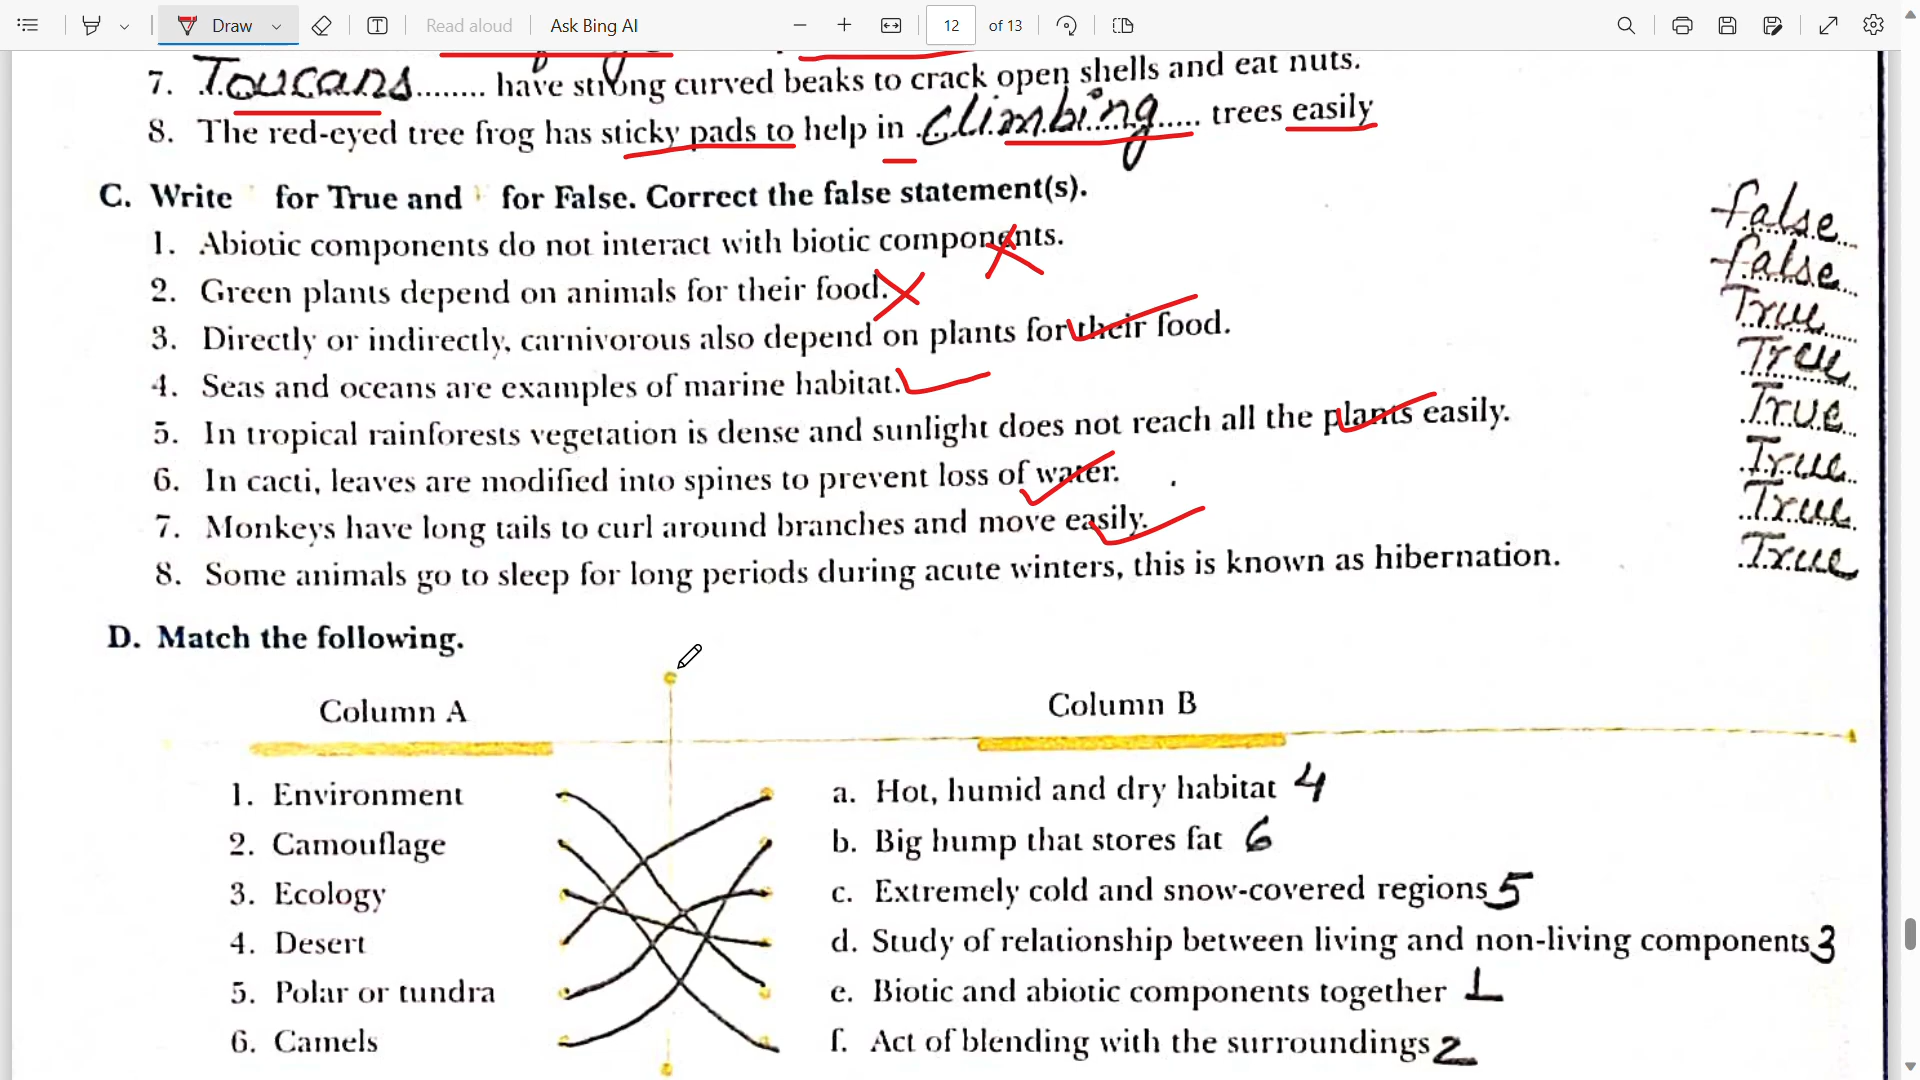 Draw
Read aloud
Ask Bing AI
12 of 13
7. Toucans........ have strong curved beaks to crack open shells and eat nuts.
8. The red-eyed tree frog has sticky pads to help in climbing trees easily
C. Write for True and for False. Correct the false statement(s).
1. Abiotic components do not interact with biotic components. false
2. Green plants depend on animals for their food. false
3. Directly or indirectly, carnivorous also depend on plants for their food. True
4. Seas and oceans are examples of marine habitat. True
5. In tropical rainforests vegetation is dense and sunlight does not reach all the plants easily. True
6. In cacti, leaves are modified into spines to prevent loss of water. True
7. Monkeys have long tails to curl around branches and move easily. True
8. Some animals go to sleep for long periods during acute winters, this is known as hibernation. True
D. Match the following.
Column A Column B
1. Environment a. Hot, humid and dry habitat 4
2. Camouflage b. Big hump that stores fat 6
3. Ecology c. Extremely cold and snow-covered regions 5
4. Desert d. Study of relationship between living and non-living components 3
5. Polar or tundra e. Biotic and abiotic components together 1
6. Camels f. Act of blending with the surroundings 2